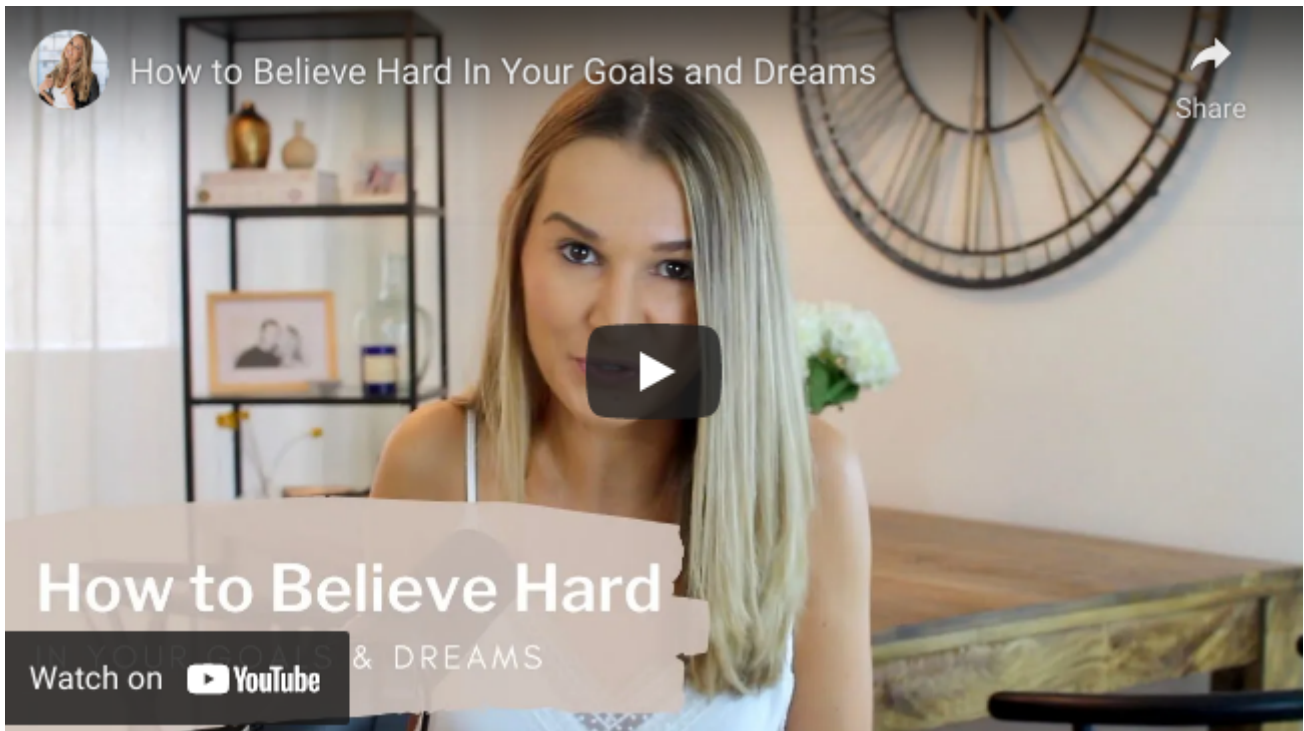 How to Believe Hard In Your Goals and Dreams
Share
How to Believe Hard
IN YOUR GOALS & DREAMS
Watch on YouTube